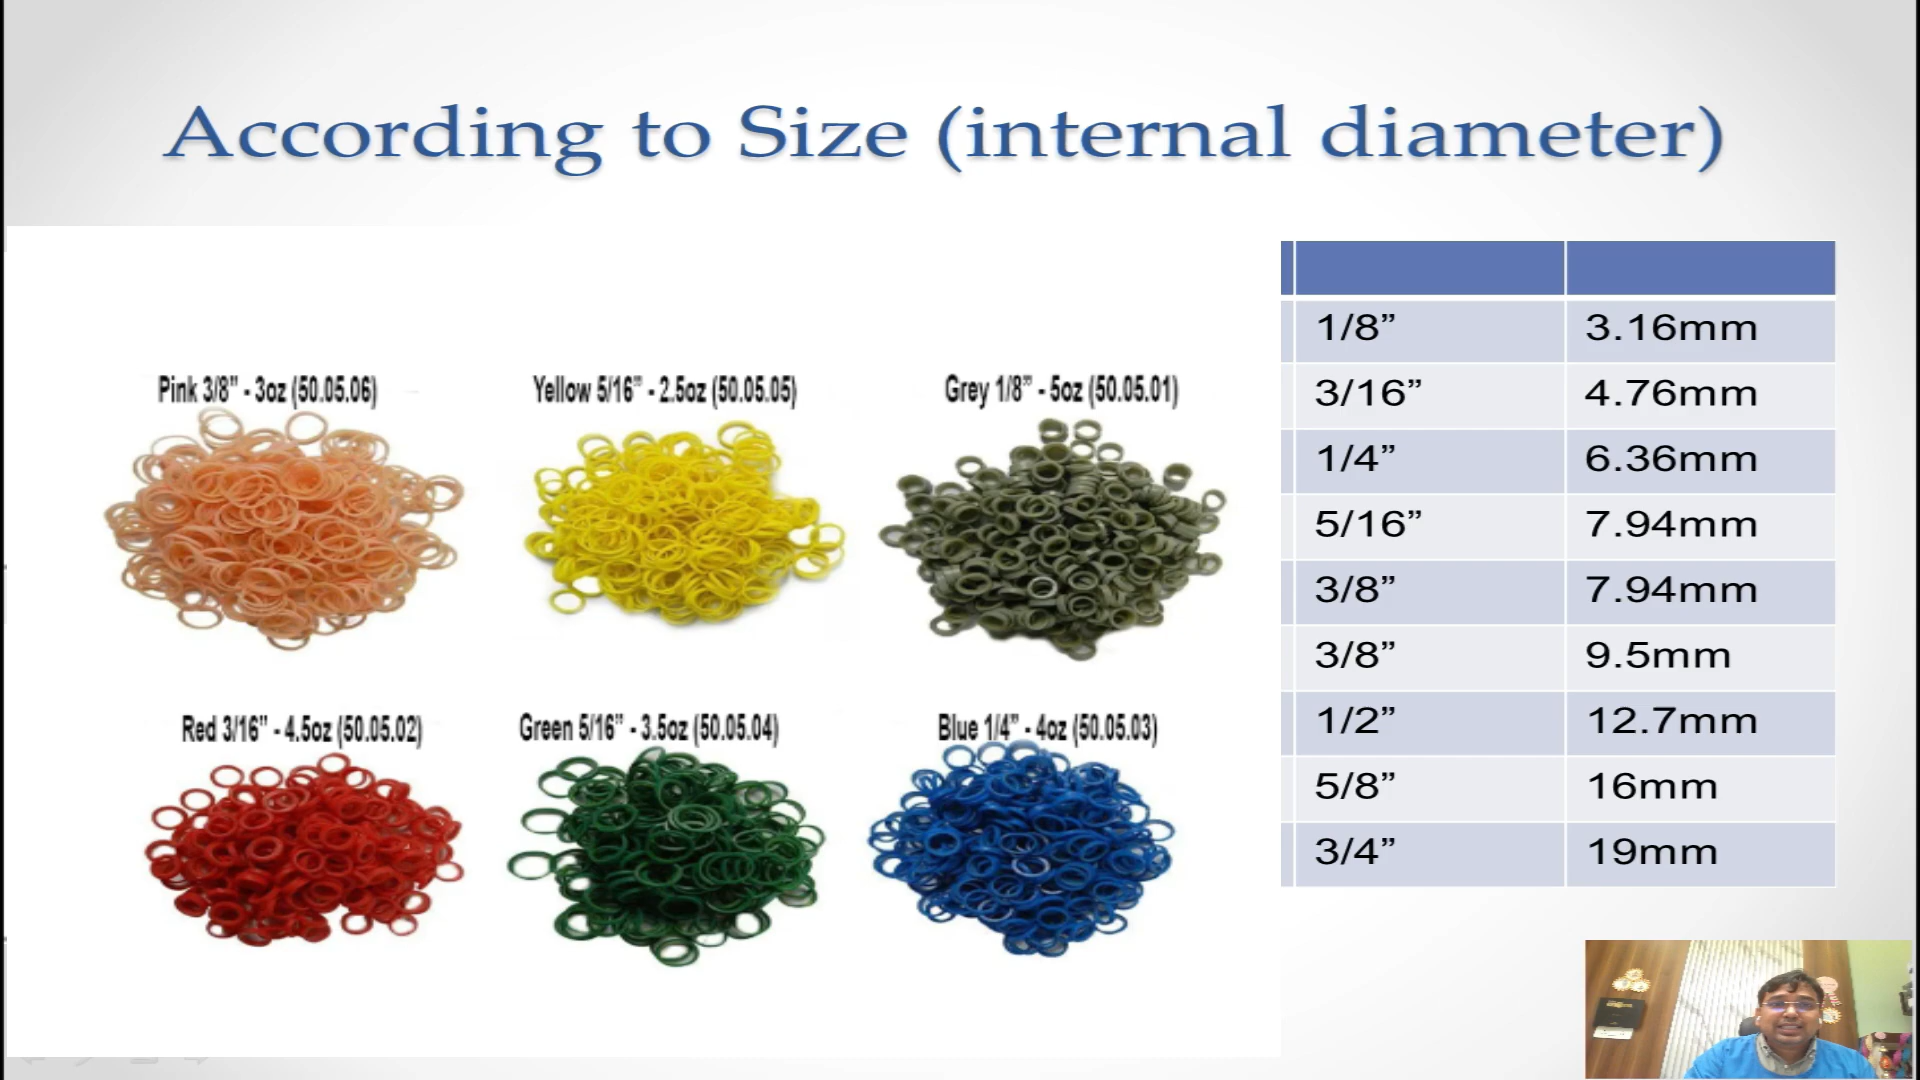 According to Size (internal diameter)
Pink 3/8” - 3oz (50.05.06)
Yellow 5/16” - 2.5oz (50.05.05)
Grey 1/8” - 5oz (50.05.01)
Red 3/16” - 4.5oz (50.05.02)
Green 5/16” - 3.5oz (50.05.04)
Blue 1/4” - 4oz (50.05.03)
1/8” 3.16mm
3/16” 4.76mm
1/4” 6.36mm
5/16” 7.94mm
3/8” 7.94mm
3/8” 9.5mm
1/2” 12.7mm
5/8” 16mm
3/4” 19mm